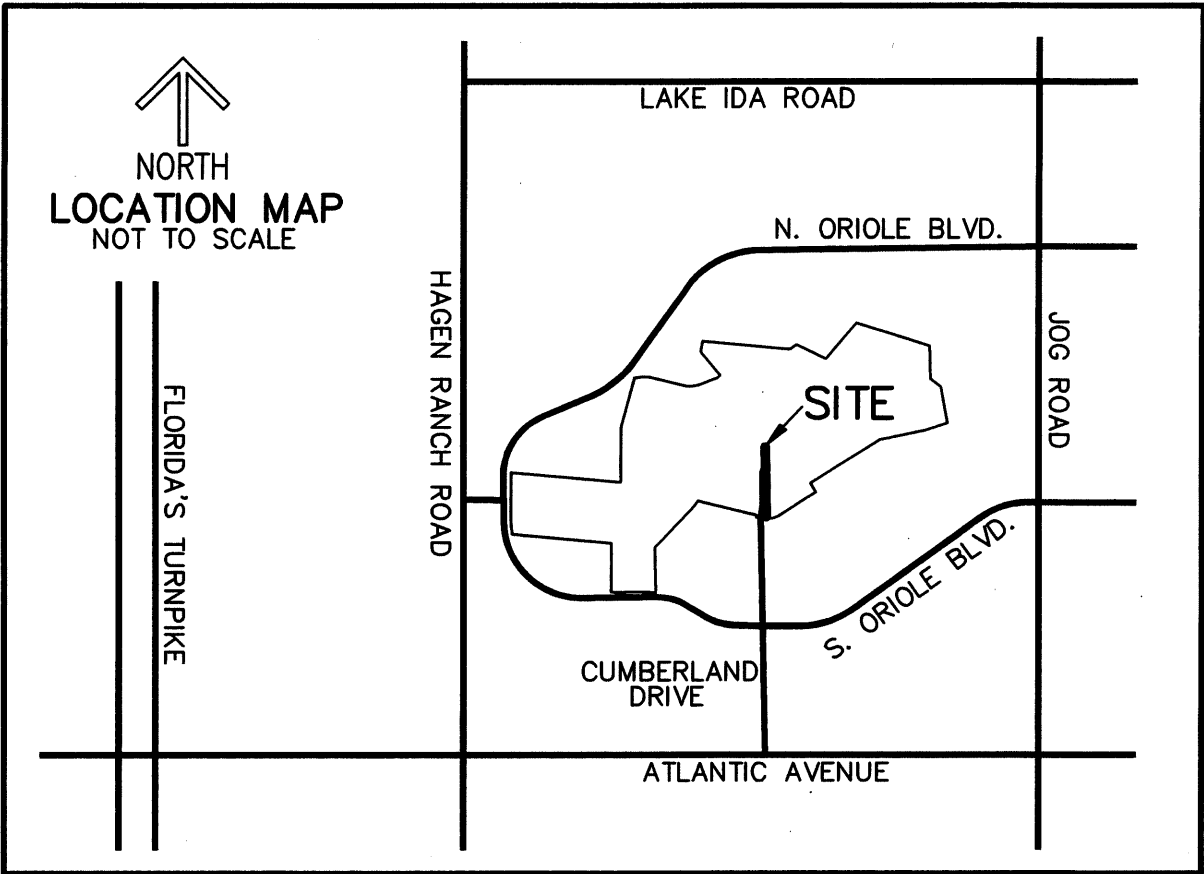 LAKE IDA ROAD
NORTH
LOCATION MAP
NOT TO SCALE
N. ORIOLE BLVD.
HAGEN RANCH ROAD
JOG ROAD
FLORIDA'S TURNPIKE
SITE
S. ORIOLE BLVD.
CUMBERLAND
DRIVE
ATLANTIC AVENUE